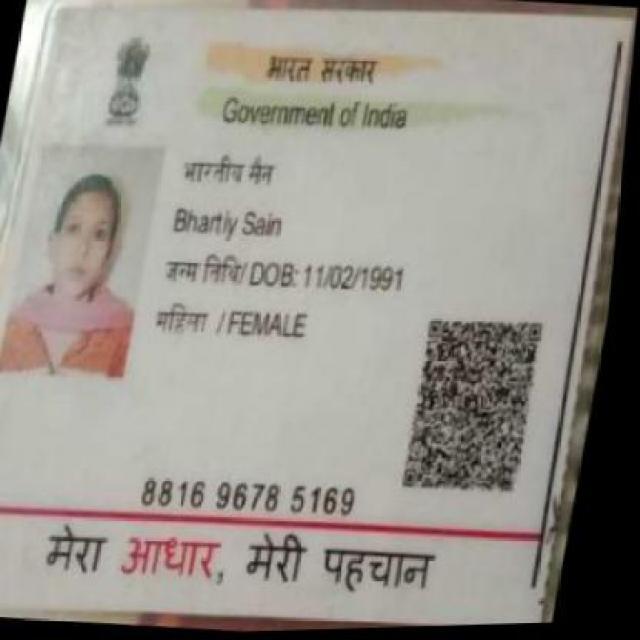 भारत सरकार
Government of India
भारतीय सैन
Bhartiy Sain
जन्म तिथि/ DOB: 11/02/1991
महिला / FEMALE
8816 9678 5169
मेरा आधार, मेरी पहचान